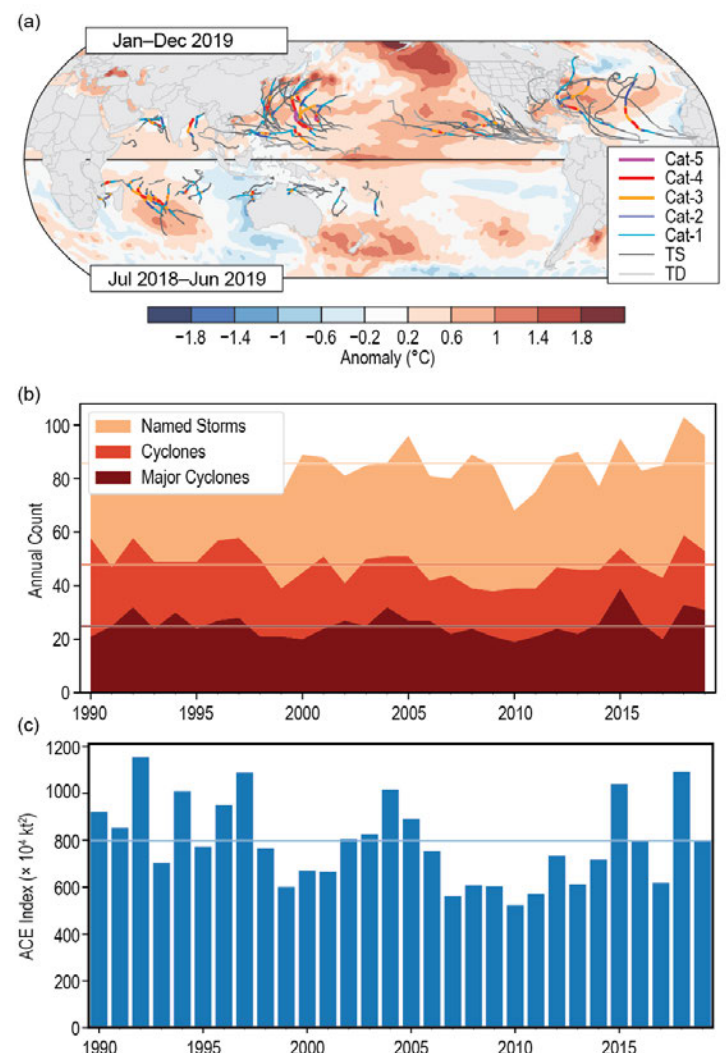 (a)
Jan–Dec 2019
Cat-5
Cat-4
Cat-3
Cat-2
Cat-1
TS
TD
Jul 2018–Jun 2019
−1.8 −1.4 −1 −0.6 −0.2 0.2 0.6 1 1.4 1.8
Anomaly (°C)
(b)
100
80
60
40
20
0
Annual Count
Named Storms
Cyclones
Major Cyclones
1990 1995 2000 2005 2010 2015
(c)
1200
1000
800
600
400
200
0
ACE Index (× 10⁴ kt²)
1990 1995 2000 2005 2010 2015